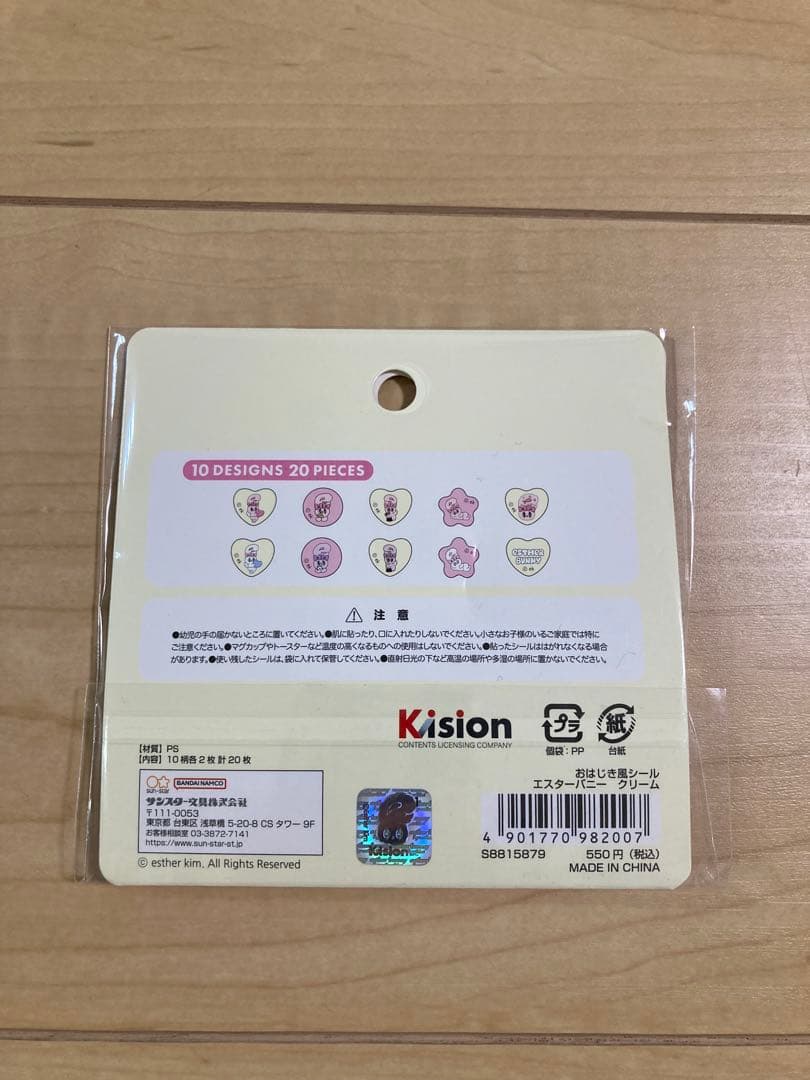 10 DESIGNS 20 PIECES
ESTHER
BUNNY
⚠ 注意
●幼児の手の届かないところに置いてください。●肌に貼ったり、口に入れたりしないでください。小さなお子様のいるご家庭では特に
ご注意ください。●マグカップやトースターなど温度の高くなるものへの使用はしないでください。●貼ったシールははがれなくなる場合
があります。●使い残したシールは、袋に入れて保管してください。●直射日光の下など高温の場所や多湿の場所に置かないでください。
Kiision
CONTENTS LICENSING COMPANY
プラ
個袋:PP
紙
台紙
【材質】PS
【内容】10柄各2枚 計20枚
sun-star
BANDAI NAMCO
サンスター文具株式会社
〒111-0053
東京都 台東区 浅草橋 5-20-8 CS タワー 9F
お客様相談室 03-3872-7141
https://www.sun-star-st.jp
© esther kim. All Rights Reserved
Kiision
おはじき風シール
エスターバニー クリーム
4 901770 982007
S8815879 550円(税込)
MADE IN CHINA